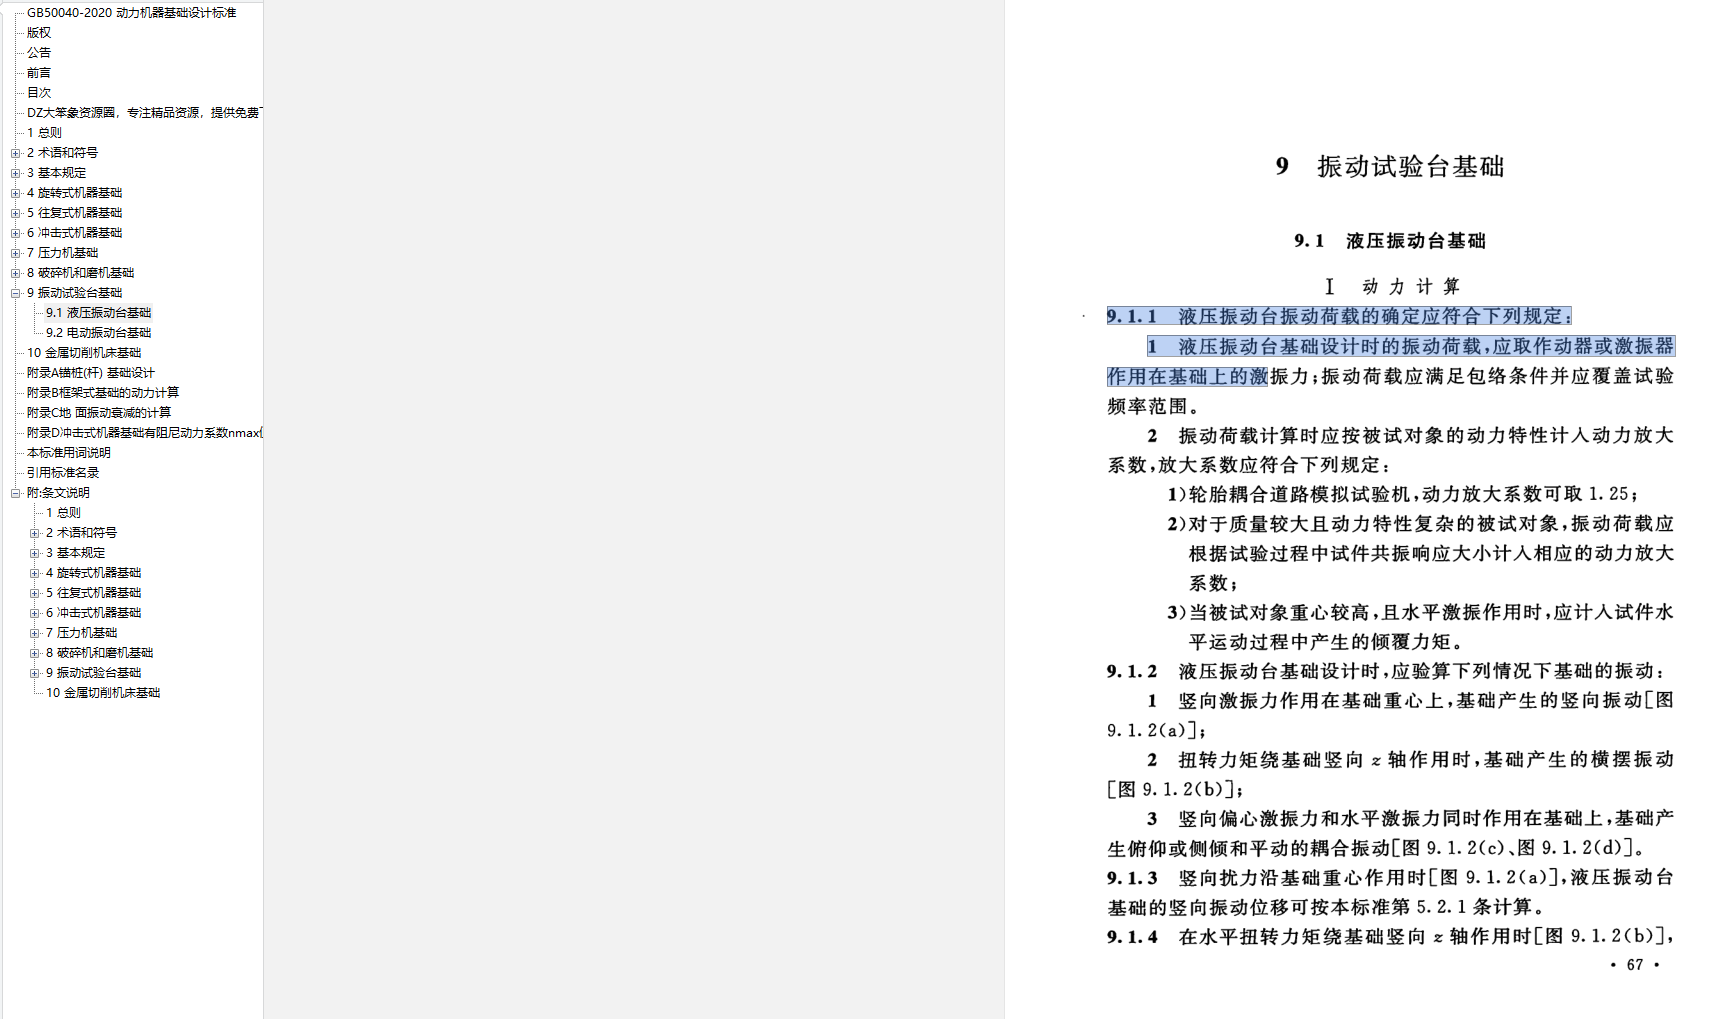 GB50040-2020 动力机器基础设计标准
版权
公告
前言
目次
DZ大笨象资源圈，专注精品资源，提供免费
1 总则
2 术语和符号
3 基本规定
4 旋转式机器基础
5 往复式机器基础
6 冲击式机器基础
7 压力机基础
8 破碎机和磨机基础
9 振动试验台基础
9.1 液压振动台基础
9.2 电动振动台基础
10 金属切削机床基础
附录A锚桩(杆) 基础设计
附录B框架式基础的动力计算
附录C地 面振动衰减的计算
附录D冲击式机器基础有阻尼动力系数nmax
本标准用词说明
引用标准名录
附:条文说明
1 总则
2 术语和符号
3 基本规定
4 旋转式机器基础
5 往复式机器基础
6 冲击式机器基础
7 压力机基础
8 破碎机和磨机基础
9 振动试验台基础
10 金属切削机床基础
9 振动试验台基础
9.1 液压振动台基础
Ⅰ 动力计算
9.1.1 液压振动台振动荷载的确定应符合下列规定：
1 液压振动台基础设计时的振动荷载，应取作动器或激振器
作用在基础上的激振力；振动荷载应满足包络条件并应覆盖试验
频率范围。
2 振动荷载计算时应按被试对象的动力特性计入动力放大
系数，放大系数应符合下列规定：
1）轮胎耦合道路模拟试验机，动力放大系数可取 1.25；
2）对于质量较大且动力特性复杂的被试对象，振动荷载应
根据试验过程中试件共振响应大小计入相应的动力放大
系数；
3）当被试对象重心较高，且水平激振作用时，应计入试件水
平运动过程中产生的倾覆力矩。
9.1.2 液压振动台基础设计时，应验算下列情况下基础的振动：
1 竖向激振力作用在基础重心上，基础产生的竖向振动[图
9.1.2(a)]；
2 扭转力矩绕基础竖向 z 轴作用时，基础产生的横摆振动
[图 9.1.2(b)]；
3 竖向偏心激振力和水平激振力同时作用在基础上，基础产
生俯仰或侧倾和平动的耦合振动[图 9.1.2(c)、图 9.1.2(d)]。
9.1.3 竖向扰力沿基础重心作用时[图 9.1.2(a)]，液压振动台
基础的竖向振动位移可按本标准第 5.2.1 条计算。
9.1.4 在水平扭转力矩绕基础竖向 z 轴作用时[图 9.1.2(b)]，
· 67 ·